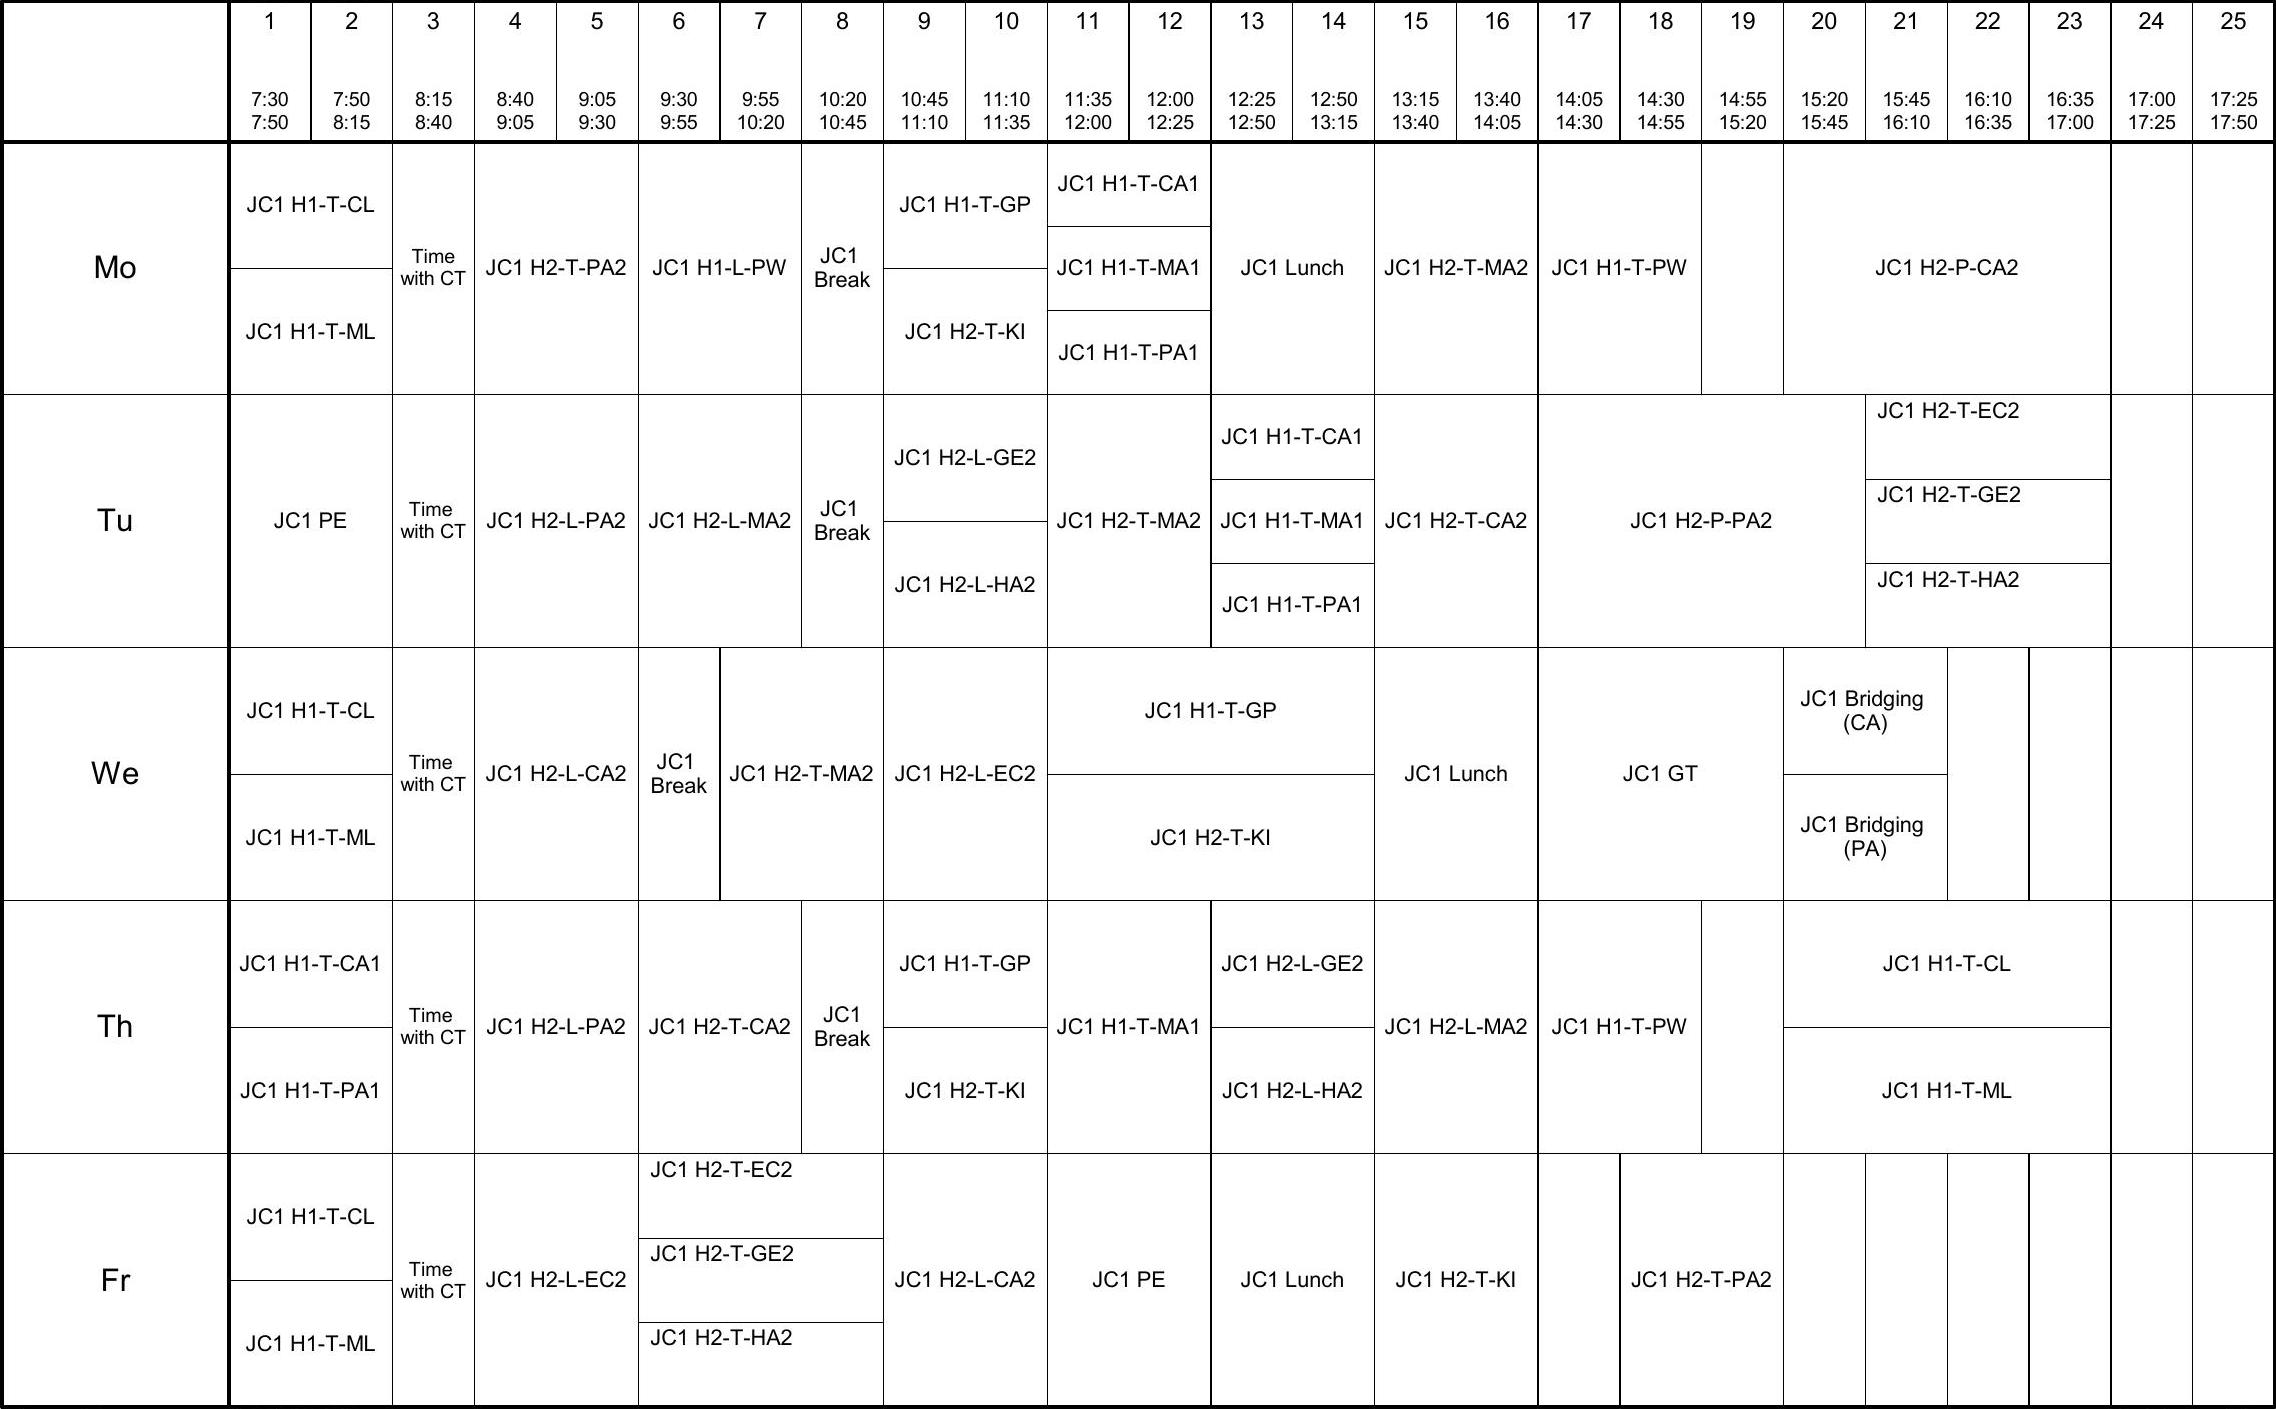 1 2 3 4 5 6 7 8 9 10 11 12 13 14 15 16 17 18 19 20 21 22 23 24 25
7:30 7:50 8:15 8:40 9:05 9:30 9:55 10:20 10:45 11:10 11:35 12:00 12:25 12:50 13:15 13:40 14:05 14:30 14:55 15:20 15:45 16:10 16:35 17:00 17:25
7:50 8:15 8:40 9:05 9:30 9:55 10:20 10:45 11:10 11:35 12:00 12:25 12:50 13:15 13:40 14:05 14:30 14:55 15:20 15:45 16:10 16:35 17:00 17:25 17:50
Mo
JC1 H1-T-CL
JC1 H1-T-ML
Time
with CT
JC1 H2-T-PA2
JC1 H1-L-PW
JC1
Break
JC1 H1-T-GP
JC1 H2-T-KI
JC1 H1-T-CA1
JC1 H1-T-MA1
JC1 H1-T-PA1
JC1 Lunch
JC1 H2-T-MA2
JC1 H1-T-PW
JC1 H2-P-CA2
Tu
JC1 PE
Time
with CT
JC1 H2-L-PA2
JC1 H2-L-MA2
JC1
Break
JC1 H2-L-GE2
JC1 H2-L-HA2
JC1 H2-T-MA2
JC1 H1-T-CA1
JC1 H1-T-MA1
JC1 H1-T-PA1
JC1 H2-T-CA2
JC1 H2-P-PA2
JC1 H2-T-EC2
JC1 H2-T-GE2
JC1 H2-T-HA2
We
JC1 H1-T-CL
JC1 H1-T-ML
Time
with CT
JC1 H2-L-CA2
JC1
Break
JC1 H2-T-MA2
JC1 H2-L-EC2
JC1 H1-T-GP
JC1 H2-T-KI
JC1 Lunch
JC1 GT
JC1 Bridging
(CA)
JC1 Bridging
(PA)
Th
JC1 H1-T-CA1
JC1 H1-T-PA1
Time
with CT
JC1 H2-L-PA2
JC1 H2-T-CA2
JC1
Break
JC1 H1-T-GP
JC1 H2-T-KI
JC1 H1-T-MA1
JC1 H2-L-GE2
JC1 H2-L-HA2
JC1 H2-L-MA2
JC1 H1-T-PW
JC1 H1-T-CL
JC1 H1-T-ML
Fr
JC1 H1-T-CL
JC1 H1-T-ML
Time
with CT
JC1 H2-L-EC2
JC1 H2-T-EC2
JC1 H2-T-GE2
JC1 H2-T-HA2
JC1 H2-L-CA2
JC1 PE
JC1 Lunch
JC1 H2-T-KI
JC1 H2-T-PA2